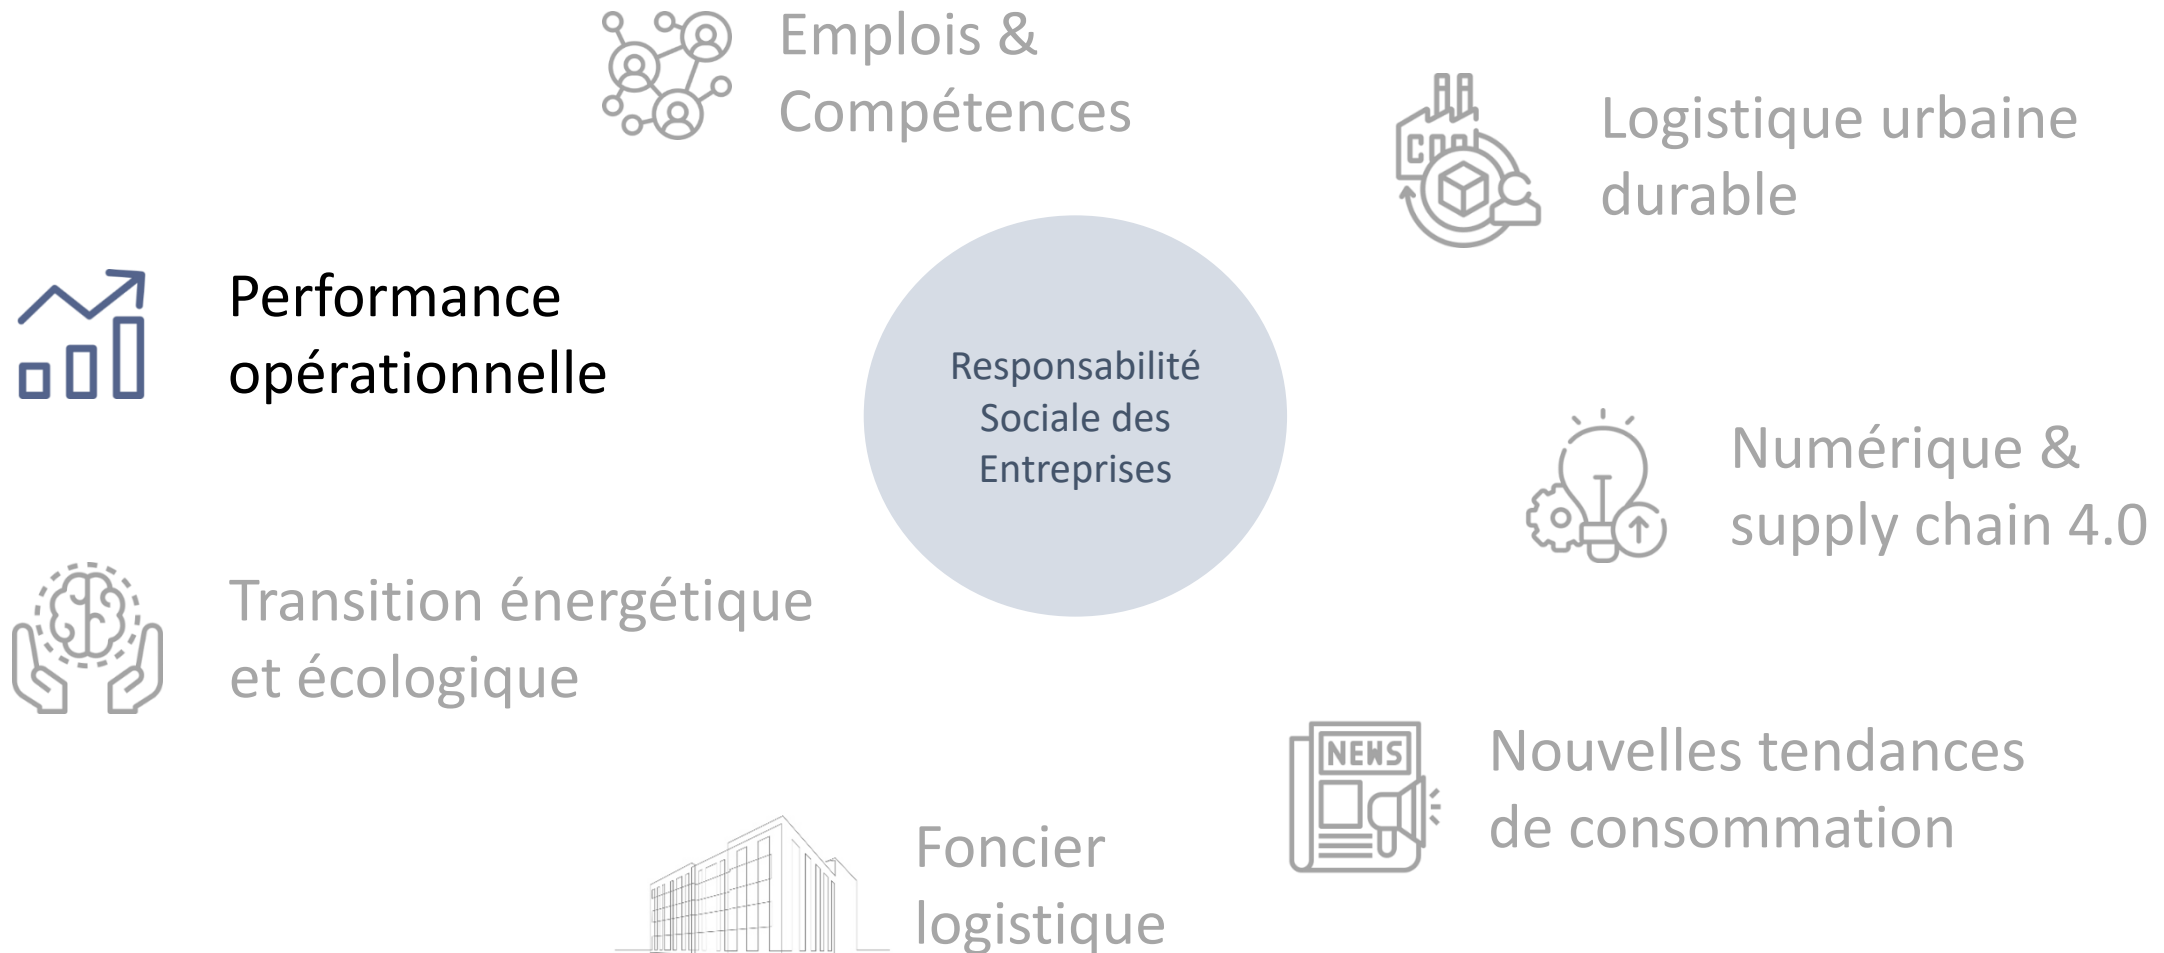 Emplois &
Compétences
Logistique urbaine
durable
Performance
opérationnelle
Responsabilité
Sociale des
Entreprises
Numérique &
supply chain 4.0
Transition énergétique
et écologique
NEWS
Nouvelles tendances
de consommation
Foncier
logistique